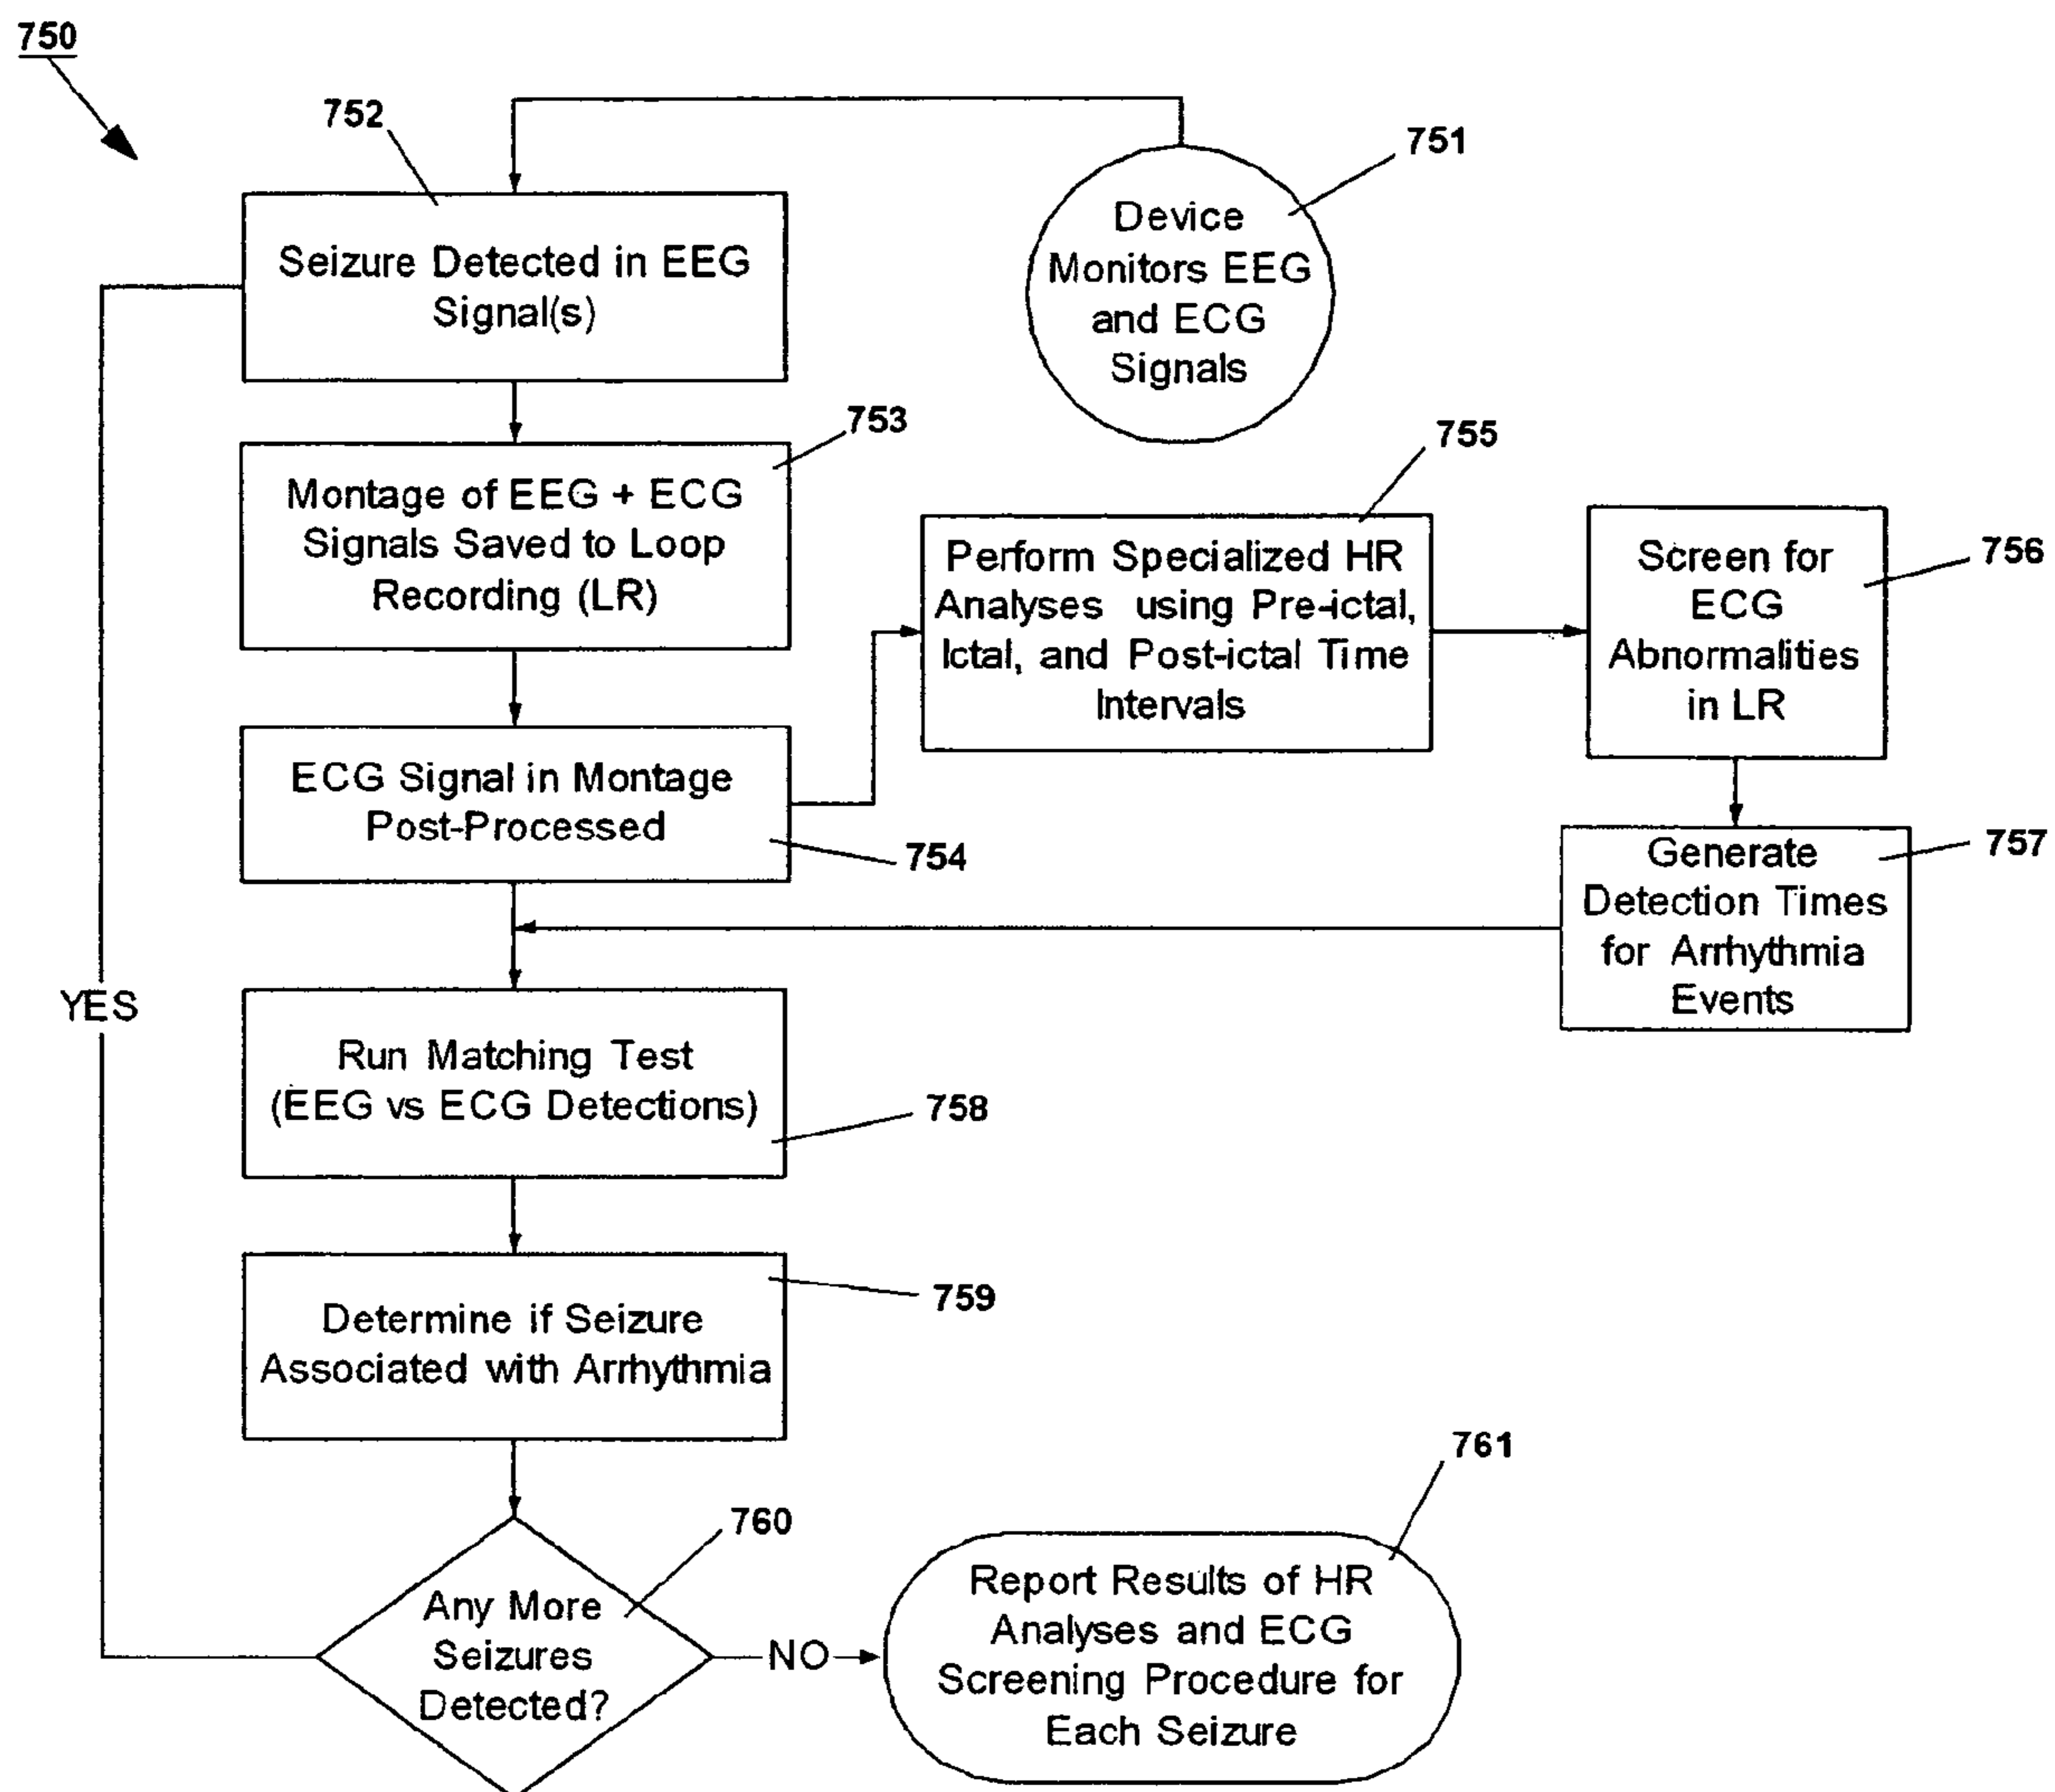 750
752
751
Device
Monitors EEG
and ECG
Signals
Seizure Detected in EEG
Signal(s)
753
Montage of EEG + ECG
Signals Saved to Loop
Recording (LR)
755
Perform Specialized HR
Analyses using Pre-ictal,
Ictal, and Post-ictal Time
Intervals
756
Screen for
ECG
Abnormalities
in LR
ECG Signal in Montage
Post-Processed
754
757
Generate
Detection Times
for Arrhythmia
Events
YES
Run Matching Test
(EEG vs ECG Detections)
758
759
Determine if Seizure
Associated with Arrhythmia
760
Any More
Seizures
Detected?
NO
761
Report Results of HR
Analyses and ECG
Screening Procedure for
Each Seizure